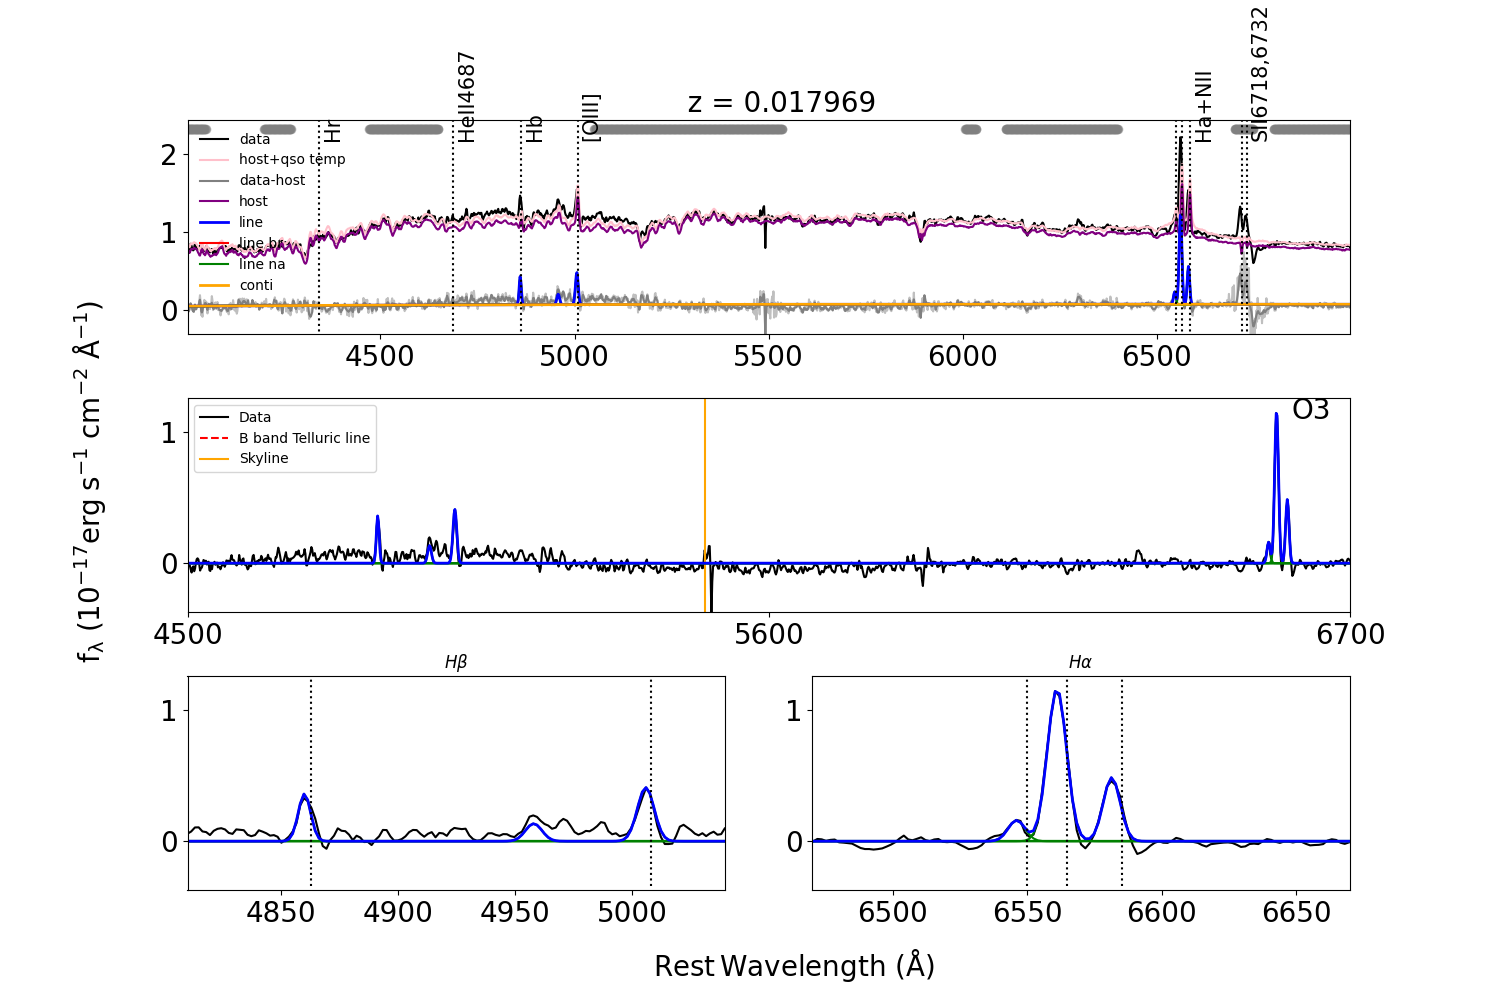 z = 0.017969
Hr
HeII4687
Hb
[OIII]
Ha+NII
SII6718,6732
data
host+qso temp
data-host
host
line
line br
line na
conti
2
1
0
4500
5000
5500
6000
6500
fλ (10⁻¹⁷erg s⁻¹ cm⁻² Å⁻¹)
Data
B band Telluric line
Skyline
O3
1
0
4500
5600
6700
Hβ
1
0
4850
4900
4950
5000
Hα
1
0
6500
6550
6600
6650
Rest Wavelength (Å)